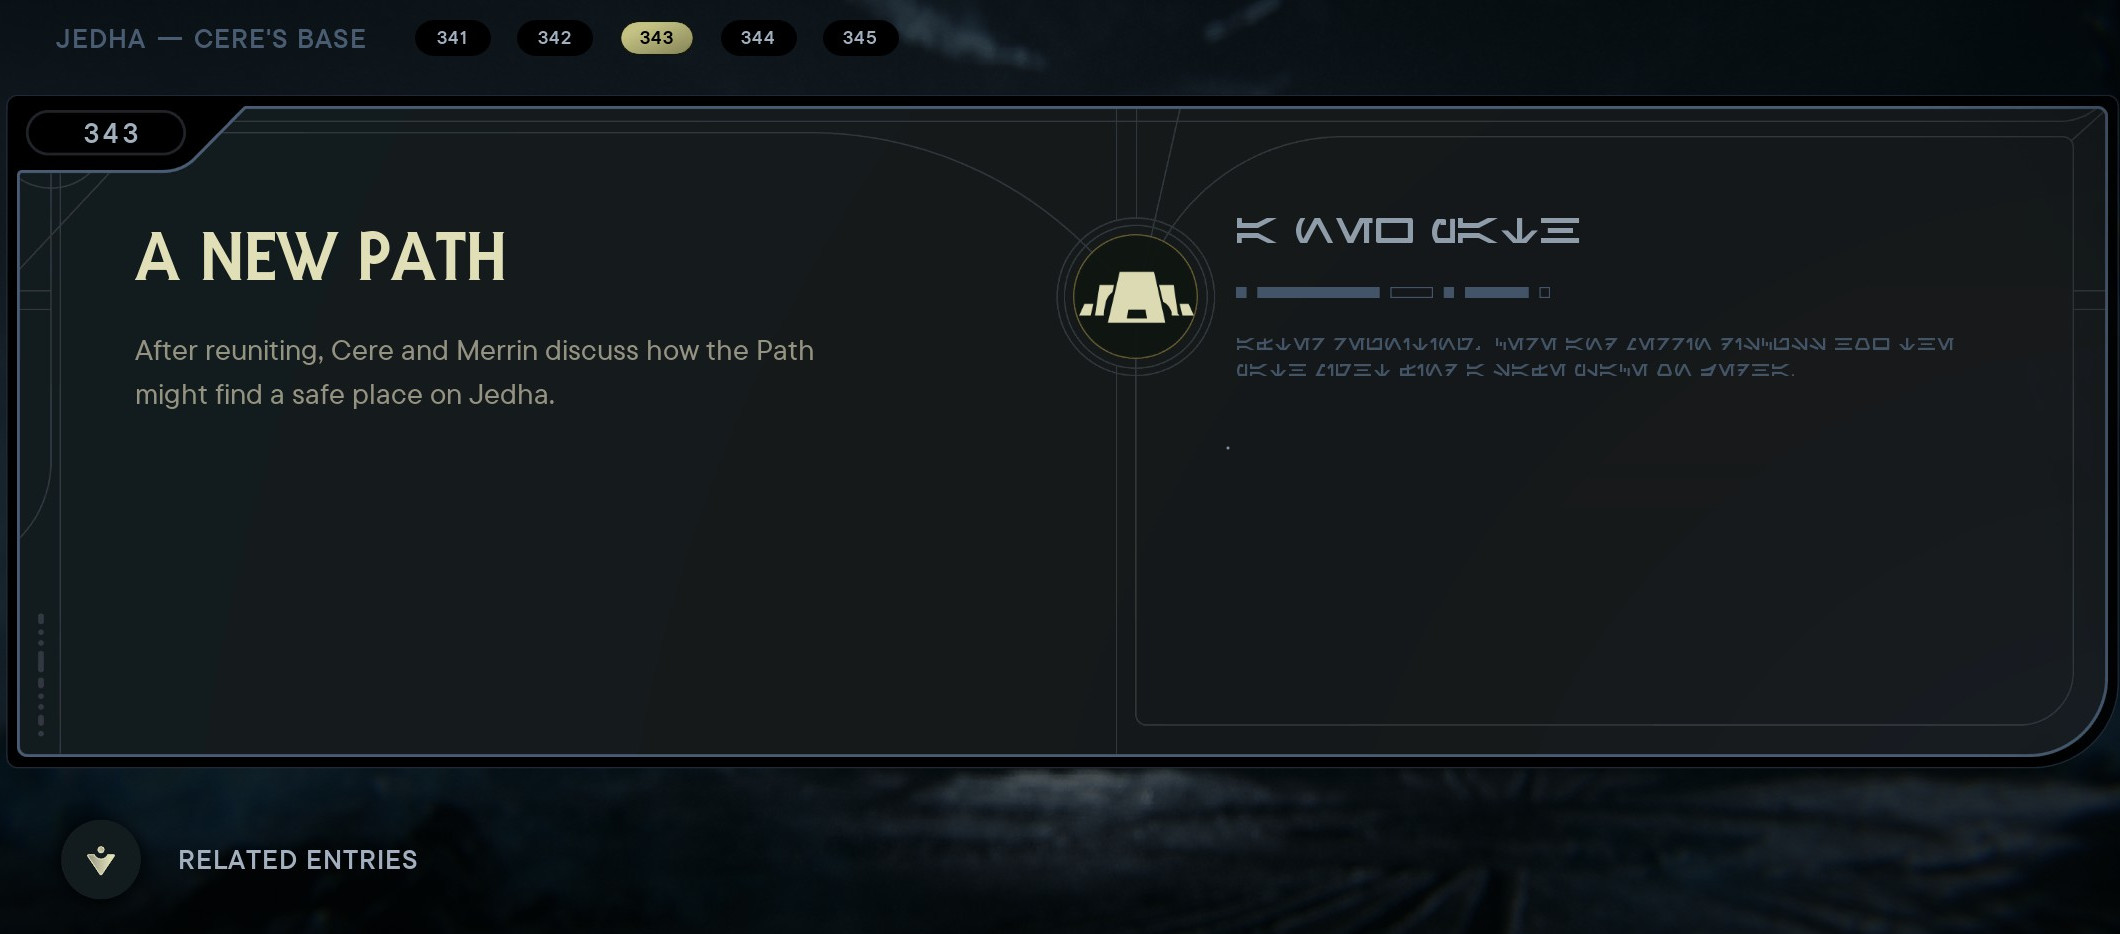 JEDHA — CERE'S BASE
341 342 343 344 345
343
A NEW PATH
After reuniting, Cere and Merrin discuss how the Path
might find a safe place on Jedha.
RELATED ENTRIES